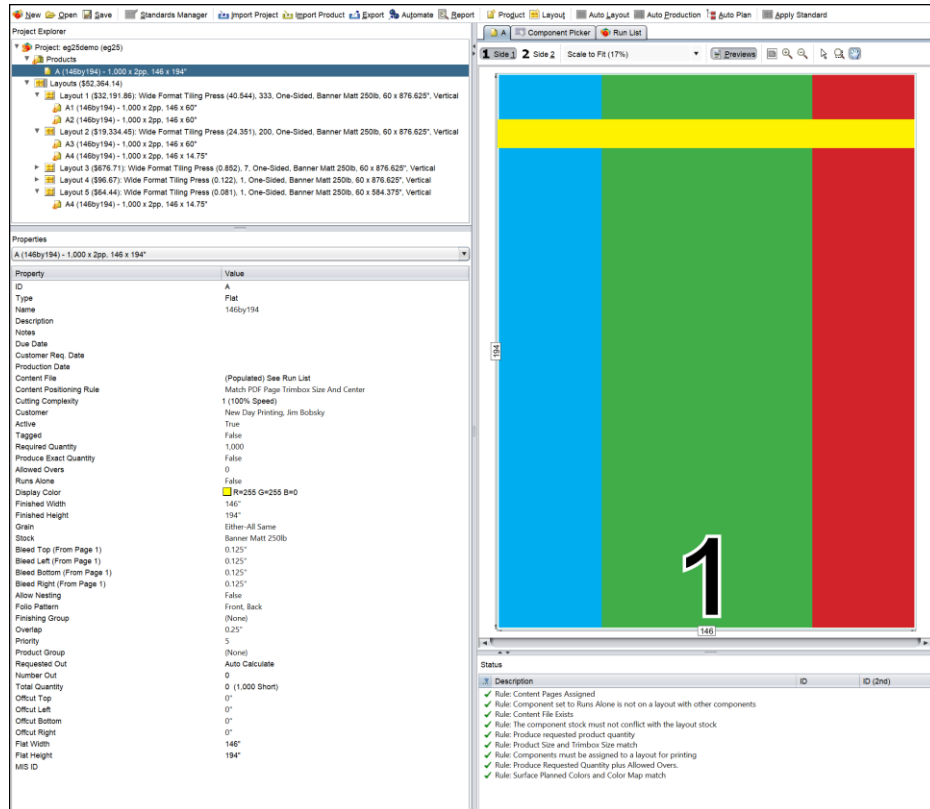 New Open Save Standards Manager Import Project Import Product Export Automate Report Product Layout Auto Layout Auto Production Auto Plan Apply Standard
Project Explorer
Project: eg25demo (eg25)
Products
A (146by194) - 1,000 x 2pp, 146 x 194"
Layouts ($52,364.14)
Layout 1 ($32,191.86): Wide Format Tiling Press (40.544), 333, One-Sided, Banner Matt 250lb, 60 x 876.625", Vertical
A1 (146by194) - 1,000 x 2pp, 146 x 60"
A2 (146by194) - 1,000 x 2pp, 146 x 60"
Layout 2 ($19,334.45): Wide Format Tiling Press (24.351), 200, One-Sided, Banner Matt 250lb, 60 x 876.625", Vertical
A3 (146by194) - 1,000 x 2pp, 146 x 60"
A4 (146by194) - 1,000 x 2pp, 146 x 14.75"
Layout 3 ($676.71): Wide Format Tiling Press (0.852), 7, One-Sided, Banner Matt 250lb, 60 x 876.625", Vertical
Layout 4 ($96.67): Wide Format Tiling Press (0.122), 1, One-Sided, Banner Matt 250lb, 60 x 876.625", Vertical
Layout 5 ($64.44): Wide Format Tiling Press (0.081), 1, One-Sided, Banner Matt 250lb, 60 x 584.375", Vertical
A4 (146by194) - 1,000 x 2pp, 146 x 14.75"
Properties
A (146by194) - 1,000 x 2pp, 146 x 194"
Property Value
ID A
Type Flat
Name 146by194
Description
Notes
Due Date
Customer Req. Date
Production Date
Content File (Populated) See Run List
Content Positioning Rule Match PDF Page Trimbox Size And Center
Cutting Complexity 1 (100% Speed)
Customer New Day Printing, Jim Bobsky
Active True
Tagged False
Required Quantity 1,000
Produce Exact Quantity False
Allowed Overs 0
Runs Alone False
Display Color R=255 G=255 B=0
Finished Width 146"
Finished Height 194"
Grain Either-All Same
Stock Banner Matt 250lb
Bleed Top (From Page 1) 0.125"
Bleed Left (From Page 1) 0.125"
Bleed Bottom (From Page 1) 0.125"
Bleed Right (From Page 1) 0.125"
Allow Nesting False
Folio Pattern Front, Back
Finishing Group (None)
Overlap 0.25"
Priority 5
Product Group (None)
Requested Out Auto Calculate
Number Out 0
Total Quantity 0 (1,000 Short)
Offcut Top 0"
Offcut Left 0"
Offcut Bottom 0"
Offcut Right 0"
Flat Width 146"
Flat Height 194"
MIS ID
A Component Picker Run List
1 Side 1 2 Side 2 Scale to Fit (17%) Previews
194
1
146
Status
Description ID ID (2nd)
Rule: Content Pages Assigned
Rule: Component set to Runs Alone is not on a layout with other components
Rule: Content File Exists
Rule: The component stock must not conflict with the layout stock
Rule: Produce requested product quantity
Rule: Product Size and Trimbox Size match
Rule: Components must be assigned to a layout for printing
Rule: Produce Requested Quantity plus Allowed Overs.
Rule: Surface Planned Colors and Color Map match